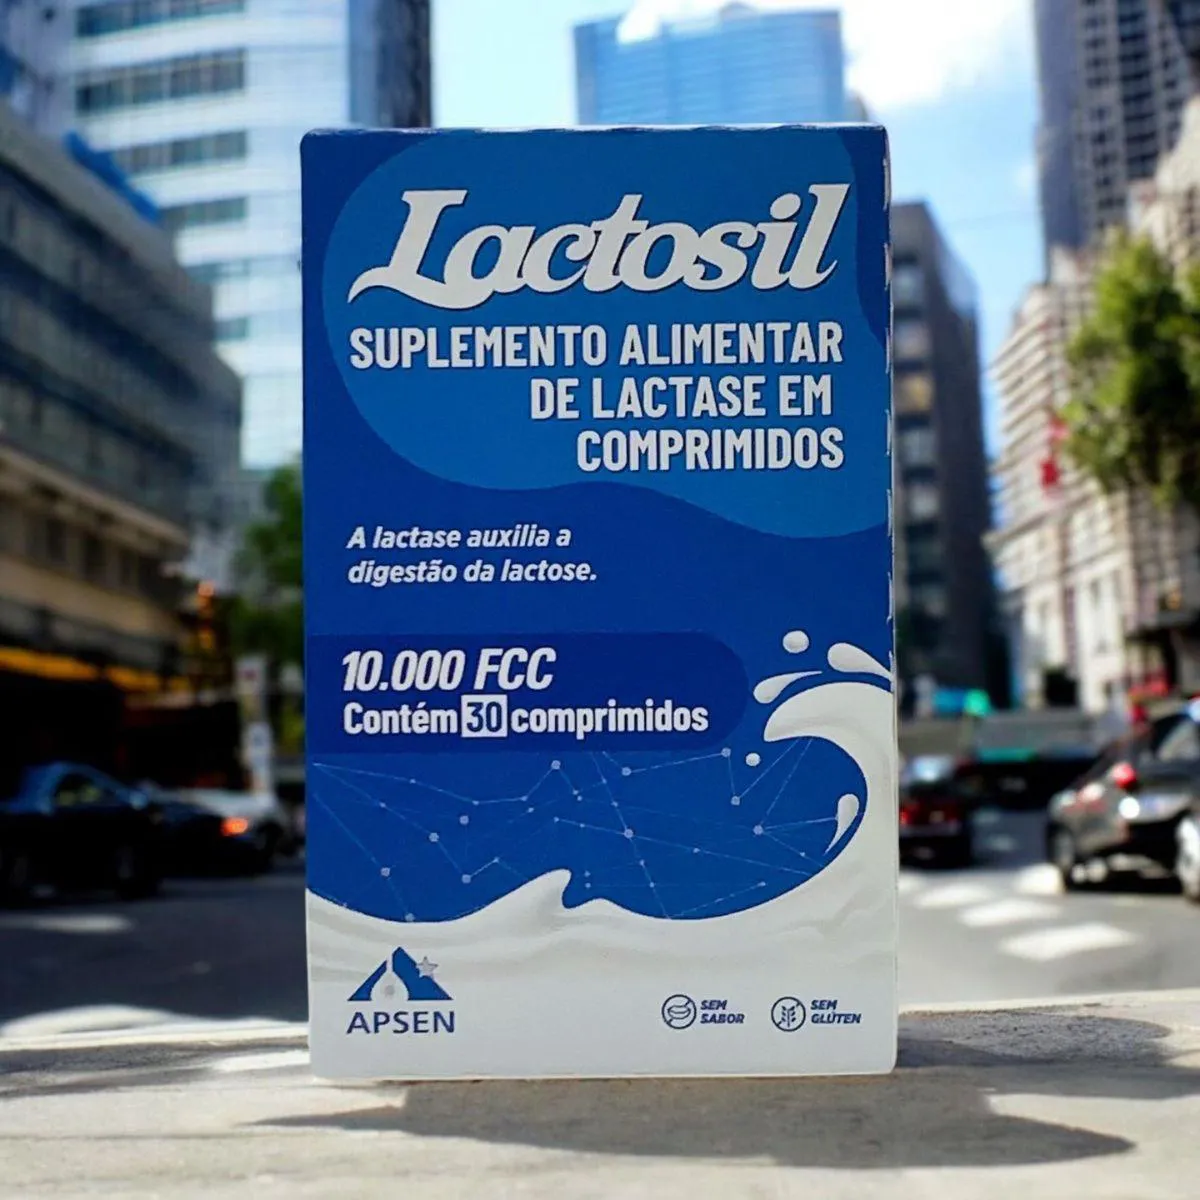 Lactosil
SUPLEMENTO ALIMENTAR
DE LACTASE EM
COMPRIMIDOS
A lactase auxilia a
digestão da lactose.
10.000 FCC
Contém 30 comprimidos
APSEN
SEM
SABOR
SEM
GLÚTEN